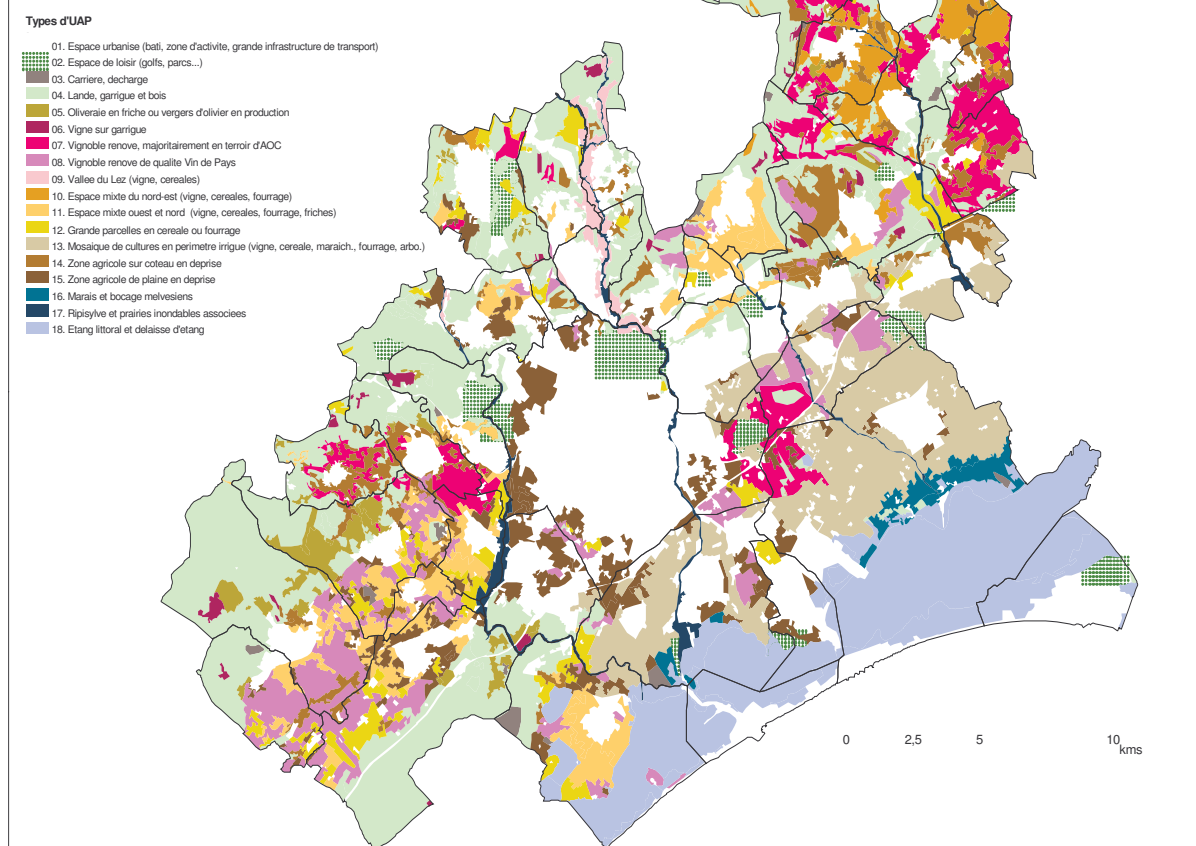 Types d'UAP
01. Espace urbanise (bati, zone d'activite, grande infrastructure de transport)
02. Espace de loisir (golfs, parcs...)
03. Carriere, decharge
04. Lande, garrigue et bois
05. Oliveraie en friche ou vergers d'olivier en production
06. Vigne sur garrigue
07. Vignoble renove, majoritairement en terroir d'AOC
08. Vignoble renove de qualite Vin de Pays
09. Vallee du Lez (vigne, cereales)
10. Espace mixte du nord-est (vigne, cereales, fourrage)
11. Espace mixte ouest et nord (vigne, cereales, fourrage, friches)
12. Grande parcelles en cereale ou fourrage
13. Mosaique de cultures en perimetre irrigue (vigne, cereale, maraich., fourrage, arbo.)
14. Zone agricole sur coteau en deprise
15. Zone agricole de plaine en deprise
16. Marais et bocage melvesiens
17. Ripisylve et prairies inondables associees
18. Etang littoral et delaisse d'etang
0 2,5 5 10
kms